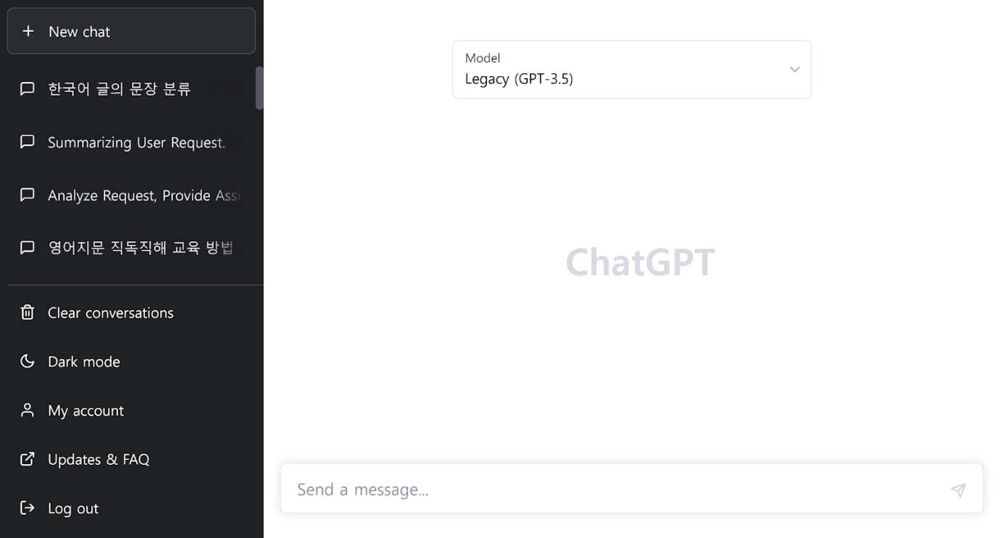 New chat
한국어 글의 문장 분류
Summarizing User Request.
Analyze Request, Provide Assi
영어지문 직독직해 교육 방법
Clear conversations
Dark mode
My account
Updates & FAQ
Log out
Model
Legacy (GPT-3.5)
ChatGPT
Send a message...